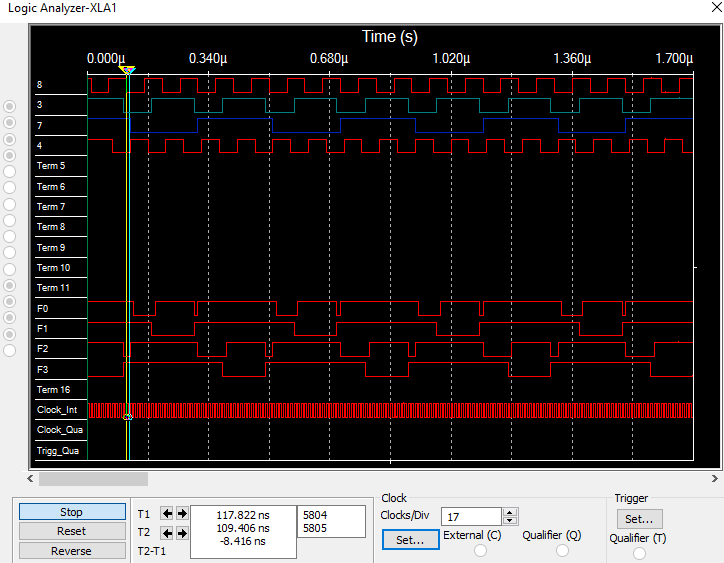 Logic Analyzer-XLA1
Time (s)
0.000µ 0.340µ 0.680µ 1.020µ 1.360µ 1.700µ
8
3
7
4
Term 5
Term 6
Term 7
Term 8
Term 9
Term 10
Term 11
F0
F1
F2
F3
Term 16
Clock_Int
Clock_Qua
Trigg_Qua
Stop
Reset
Reverse
T1
T2
T2-T1
117.822 ns
109.406 ns
-8.416 ns
5804
5805
Clock
Clocks/Div 17
Set...
External (C)
Qualifier (Q)
Trigger
Set...
Qualifier (T)